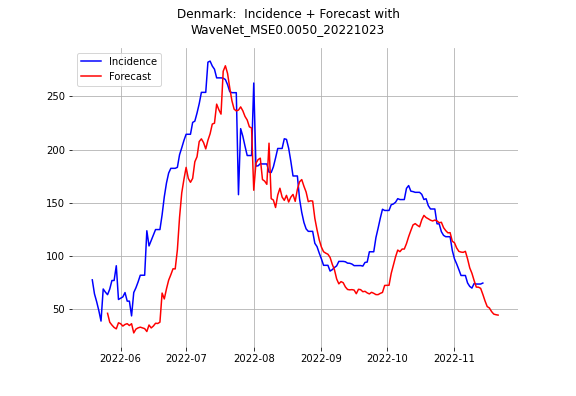 Denmark:  Incidence + Forecast with
WaveNet_MSE0.0050_20221023
Incidence
Forecast
250
200
150
100
50
2022-06
2022-07
2022-08
2022-09
2022-10
2022-11